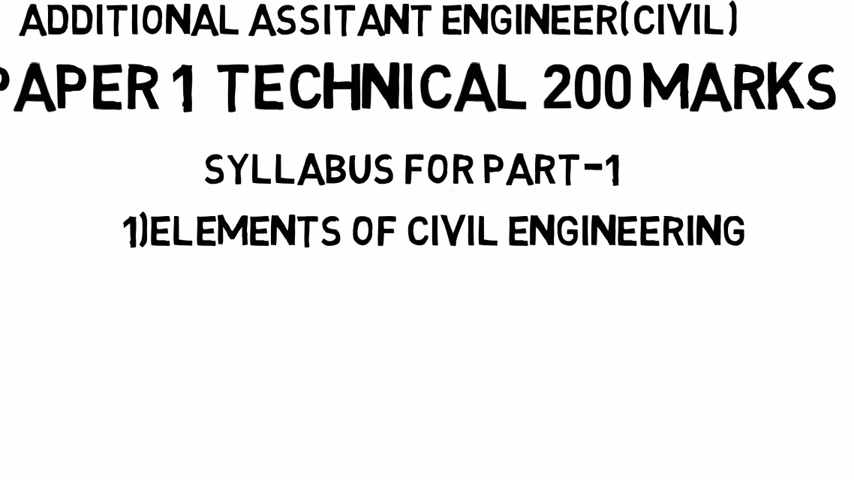 ADDITIONAL ASSITANT ENGINEER(CIVIL)
PAPER 1 TECHNICAL 200 MARKS
SYLLABUS FOR PART-1
1)ELEMENTS OF CIVIL ENGINEERING